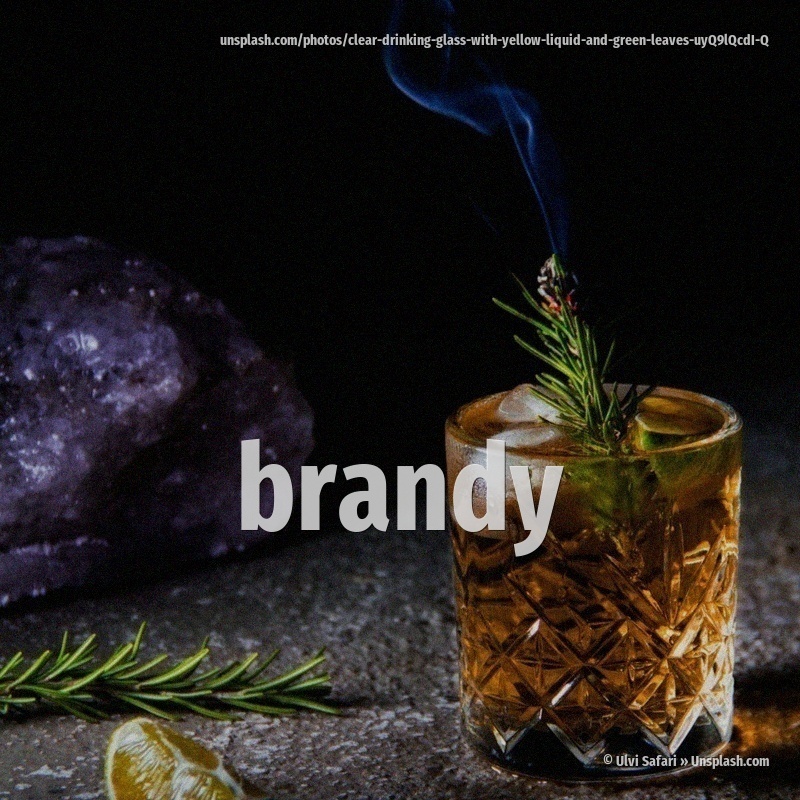 unsplash.com/photos/clear-drinking-glass-with-yellow-liquid-and-green-leaves-uyQ9lQcdI-Q
brandy
© Ulvi Safari » Unsplash.com